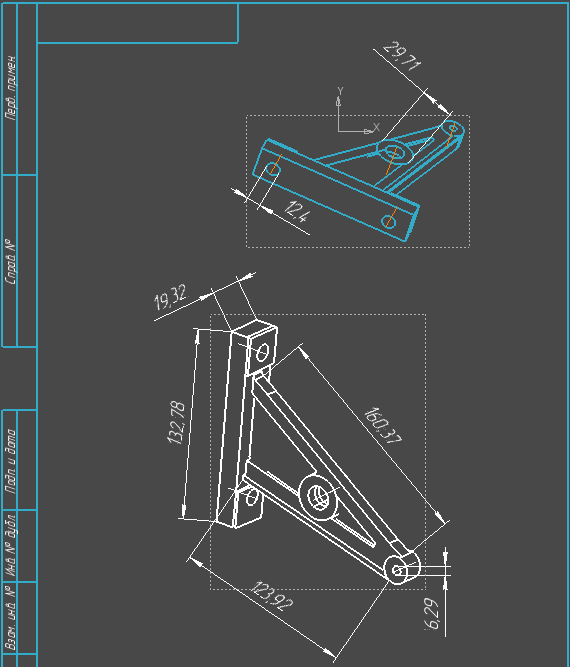 Перв. примен.
Справ. №
Подп. и дата
Инв. № дубл.
Взам. инв. №
29,71
Y
X
12,4
19,32
132,78
160,37
123,92
6,29